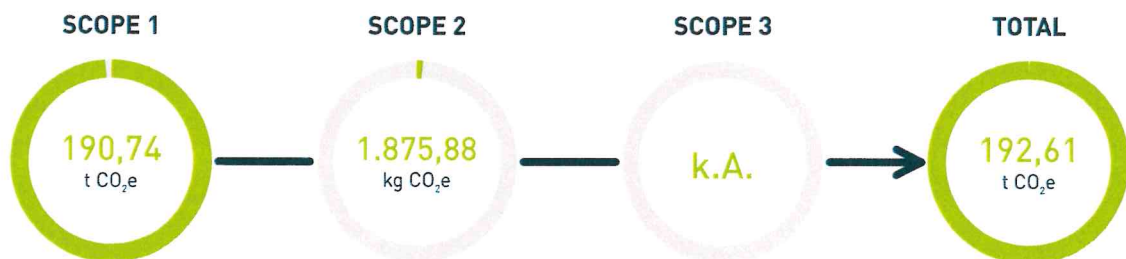 SCOPE 1
SCOPE 2
SCOPE 3
TOTAL
190,74
t CO₂e
1.875,88
kg CO₂e
k.A.
192,61
t CO₂e